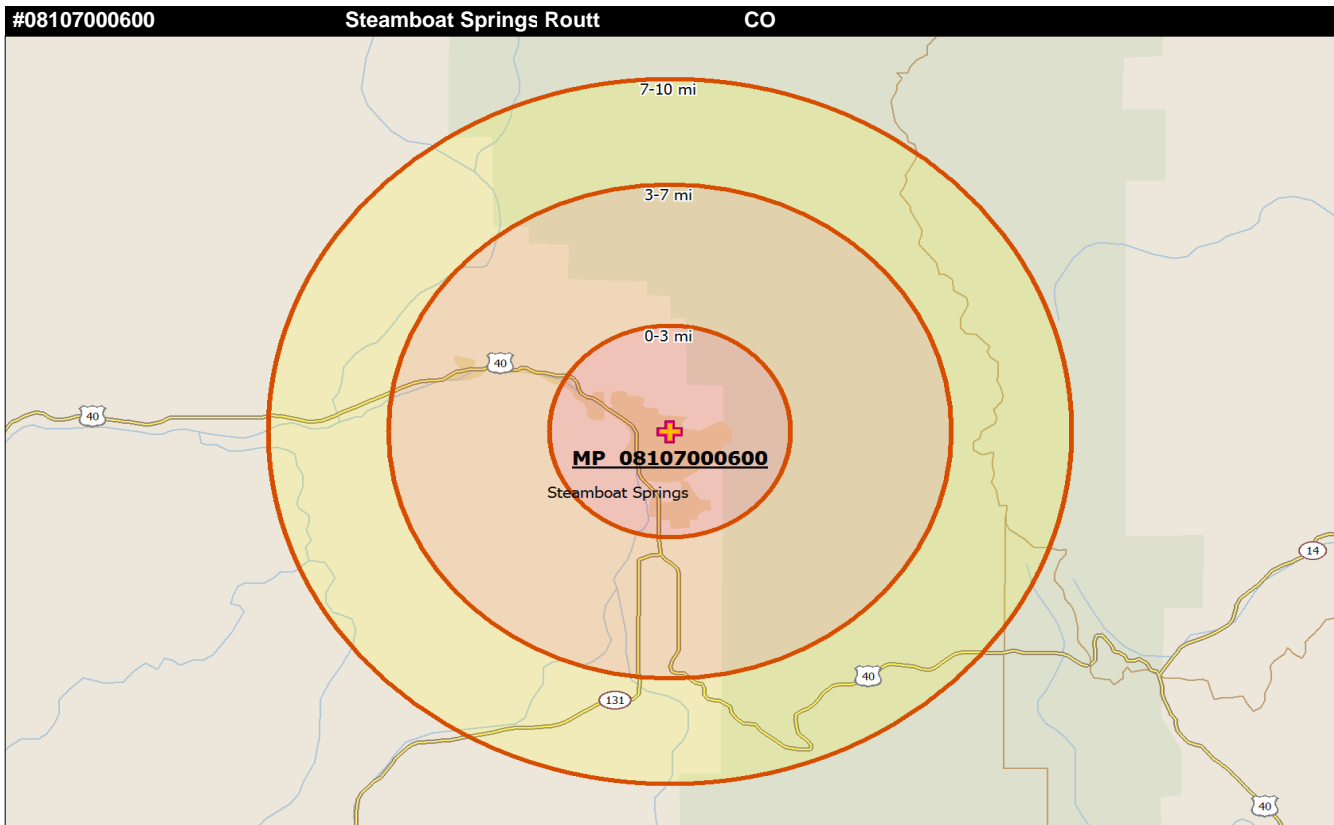 #08107000600 Steamboat Springs Routt CO
7-10 mi
3-7 mi
0-3 mi
40
40
MP 08107000600
Steamboat Springs
14
40
131
40